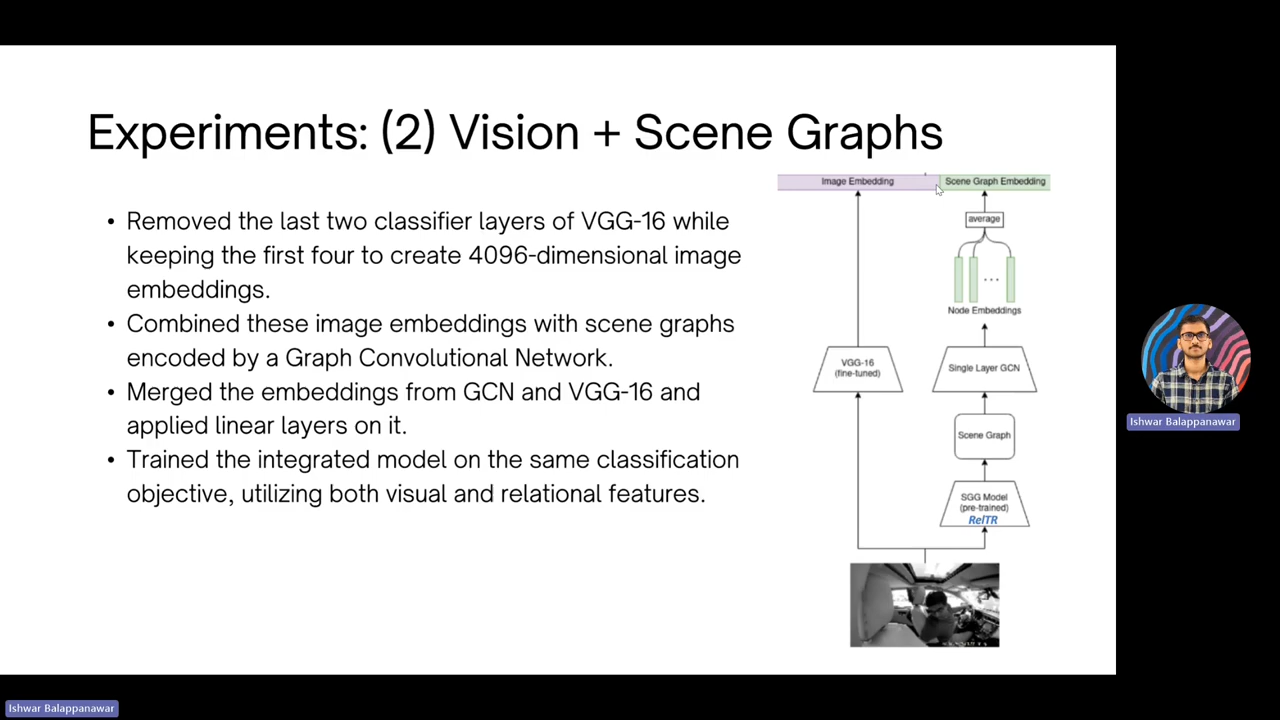 Experiments: (2) Vision + Scene Graphs
• Removed the last two classifier layers of VGG-16 while
keeping the first four to create 4096-dimensional image
embeddings.
• Combined these image embeddings with scene graphs
encoded by a Graph Convolutional Network.
• Merged the embeddings from GCN and VGG-16 and
applied linear layers on it.
• Trained the integrated model on the same classification
objective, utilizing both visual and relational features.
Image Embedding
Scene Graph Embedding
average
...
Node Embeddings
VGG-16
(fine-tuned)
Single Layer GCN
Scene Graph
SGG Model
(pre-trained)
RelTR
Ishwar Balappanawar
Ishwar Balappanawar